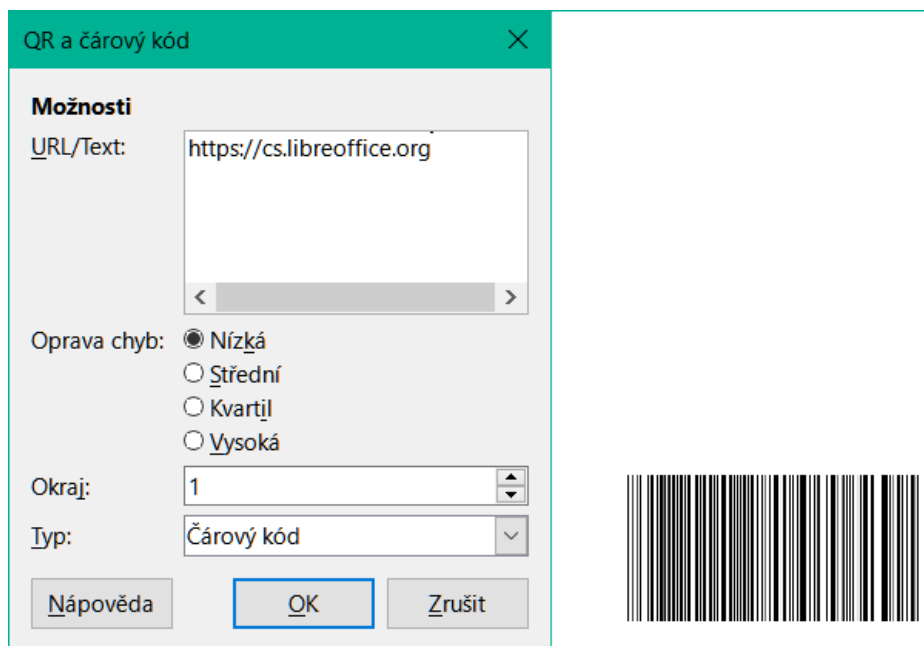 QR a čárový kód
Možnosti
URL/Text:
https://cs.libreoffice.org
Oprava chyb:
Nízká
Střední
Kvartil
Vysoká
Okraj:
1
Typ:
Čárový kód
Nápověda
OK
Zrušit